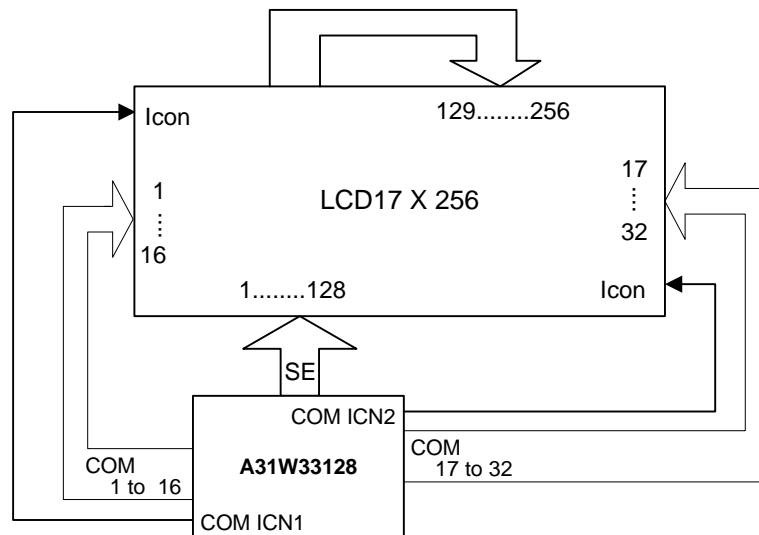 129........256
Icon
17
⋮
32
LCD17 X 256
1
⋮
16
1........128
Icon
SE
COM ICN2
COM
17 to 32
A31W33128
COM
1 to 16
COM ICN1